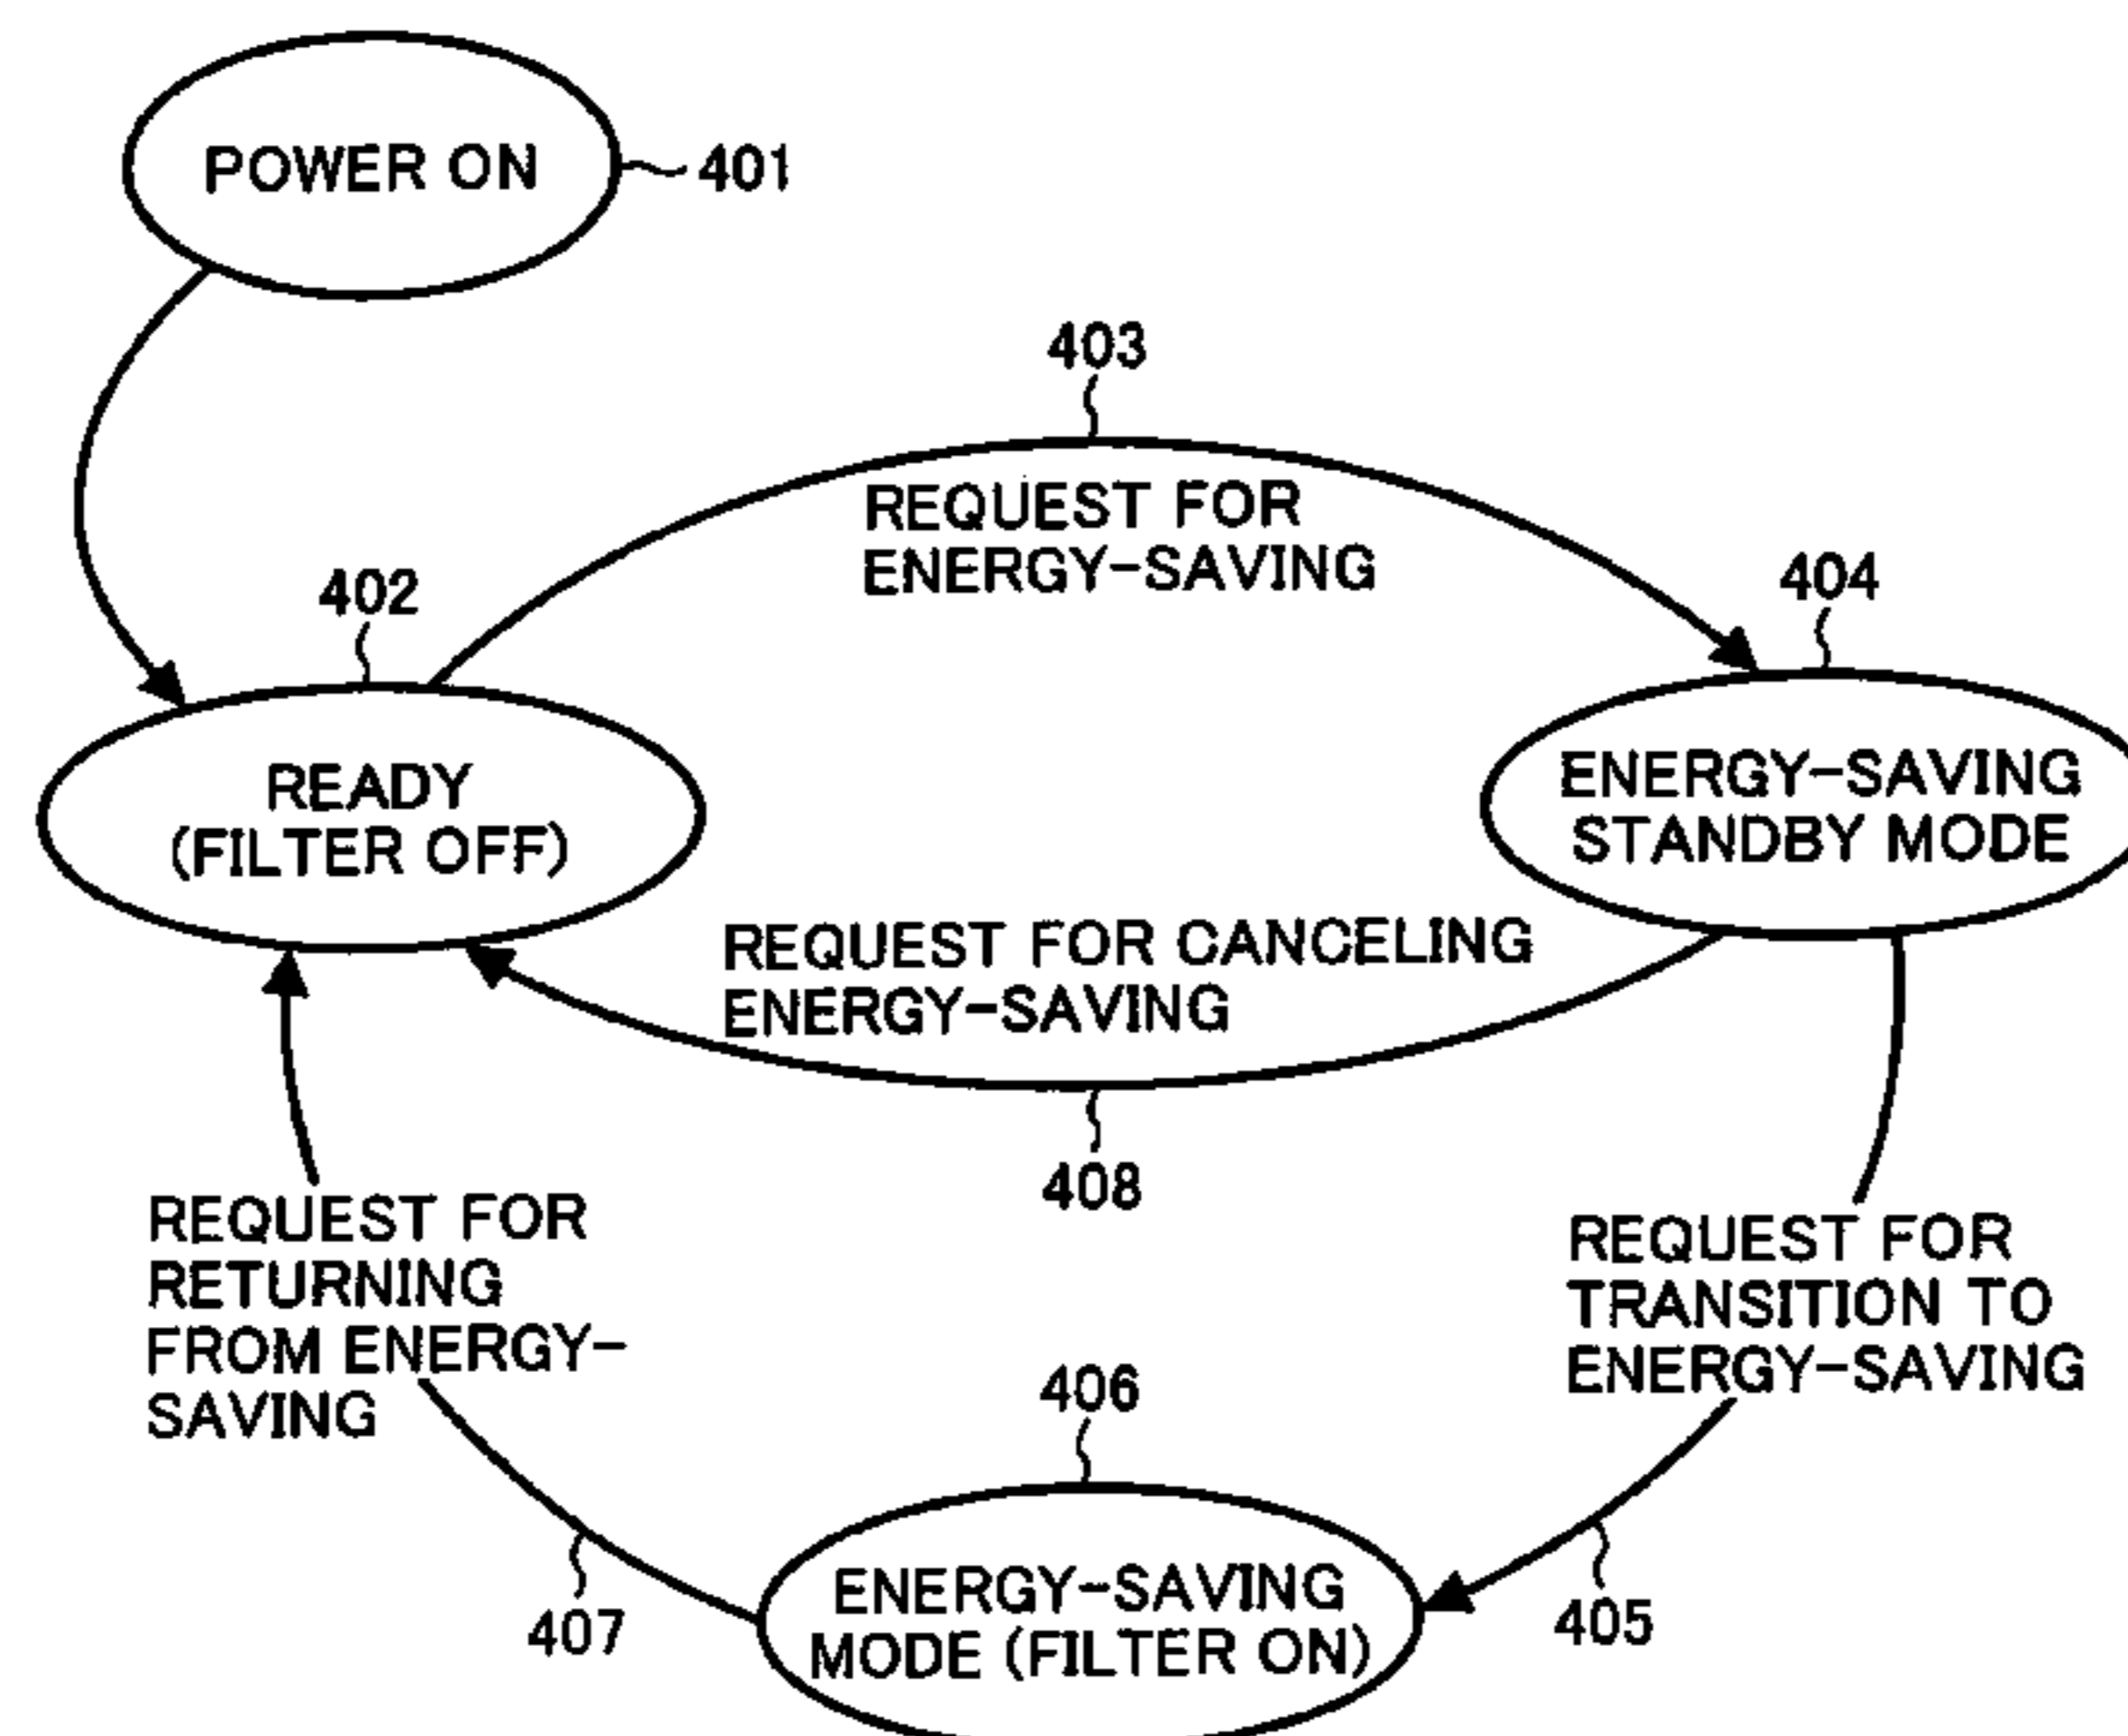 POWER ON
401
403
REQUEST FOR
ENERGY-SAVING
402
404
READY
(FILTER OFF)
ENERGY-SAVING
STANDBY MODE
REQUEST FOR CANCELING
ENERGY-SAVING
408
REQUEST FOR
RETURNING
FROM ENERGY-
SAVING
REQUEST FOR
TRANSITION TO
ENERGY-SAVING
406
407
ENERGY-SAVING
MODE (FILTER ON)
405